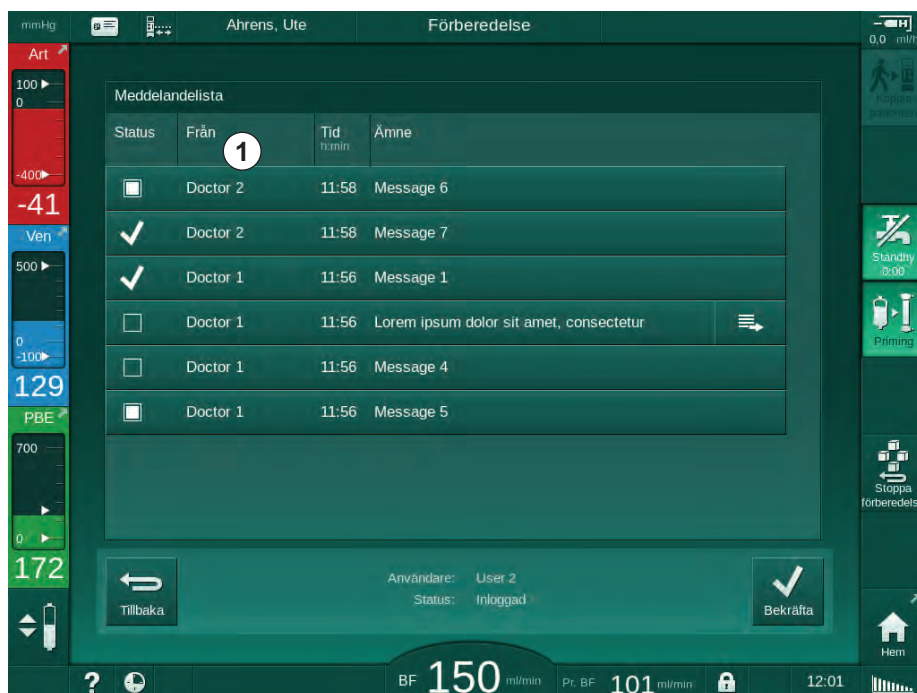 mmHg Ahrens, Ute Förberedelse
0,0 ml/h
Art
100
0
-400
-41
Ven
500
0
-100
129
PBE
700
0
172
Meddelandelista
Status Från Tid Ämne
h:min
1
Doctor 2 11:58 Message 6
Doctor 2 11:58 Message 7
Doctor 1 11:56 Message 1
Doctor 1 11:56 Lorem ipsum dolor sit amet, consectetur
Doctor 1 11:56 Message 4
Doctor 1 11:56 Message 5
Användare: User 2
Status: Inloggad
Tillbaka
Bekräfta
Standby
0:00
Priming
Stoppa
förberedels
Hem
? BF 150 ml/min Pr. BF 101 ml/min 12:01